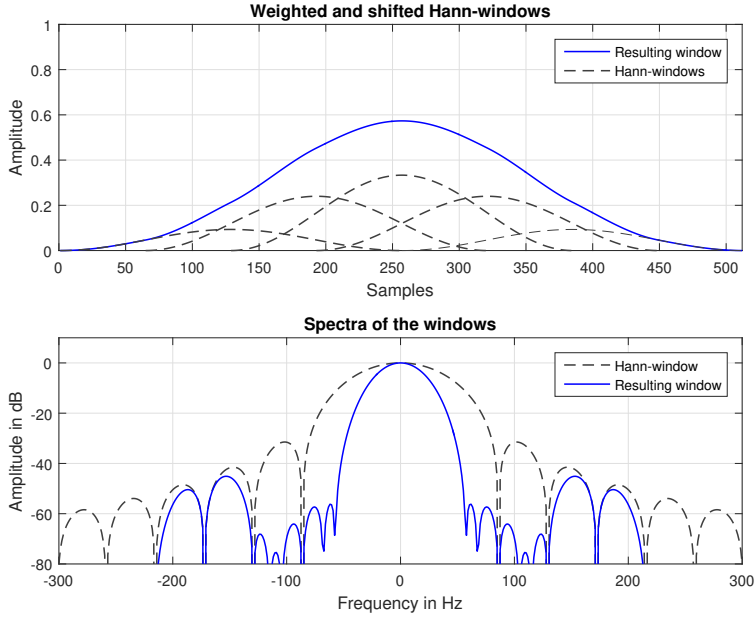 Weighted and shifted Hann-windows
1
0.8
0.6
0.4
0.2
0
Amplitude
Resulting window
Hann-windows
0 50 100 150 200 250 300 350 400 450 500
Samples
Spectra of the windows
0
-20
-40
-60
-80
Amplitude in dB
Hann-window
Resulting window
-300 -200 -100 0 100 200 300
Frequency in Hz